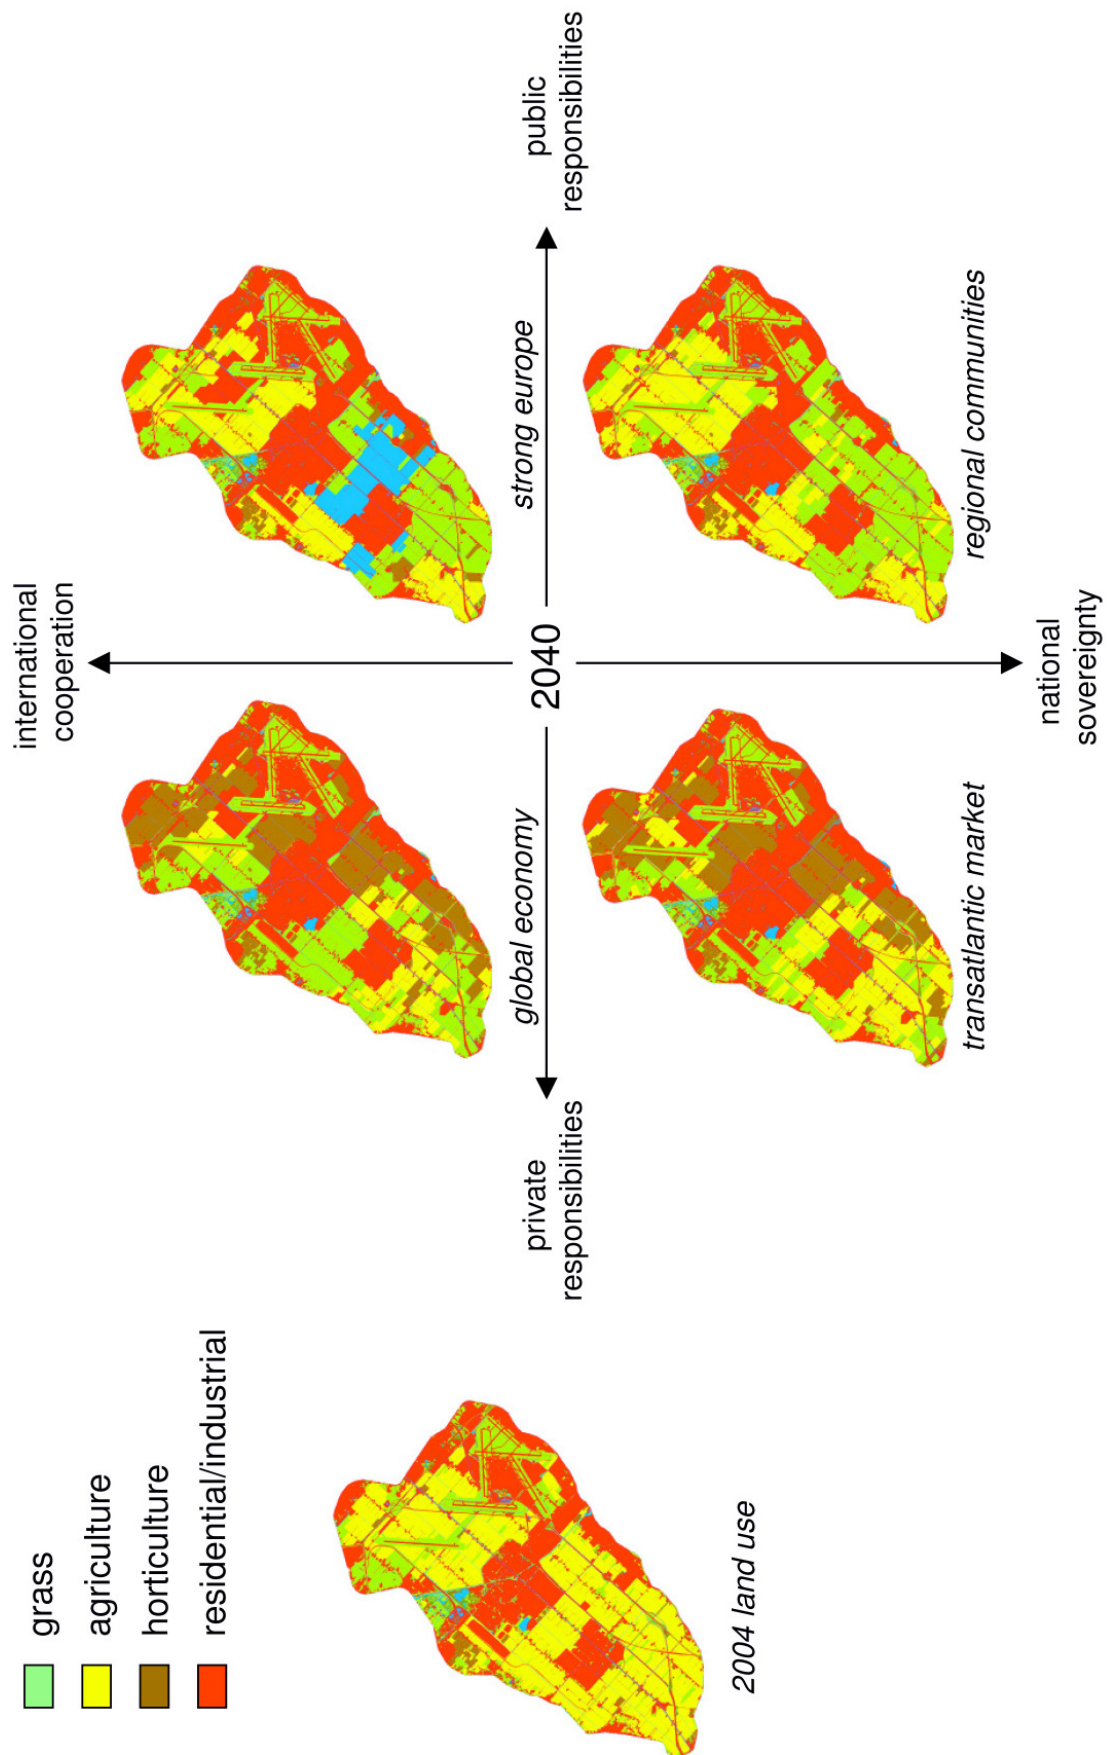 grass
agriculture
horticulture
residential/industrial
2004 land use
international
cooperation
private
responsibilities
2040
public
responsibilities
global economy
strong europe
transatlantic market
regional communities
national
sovereignty